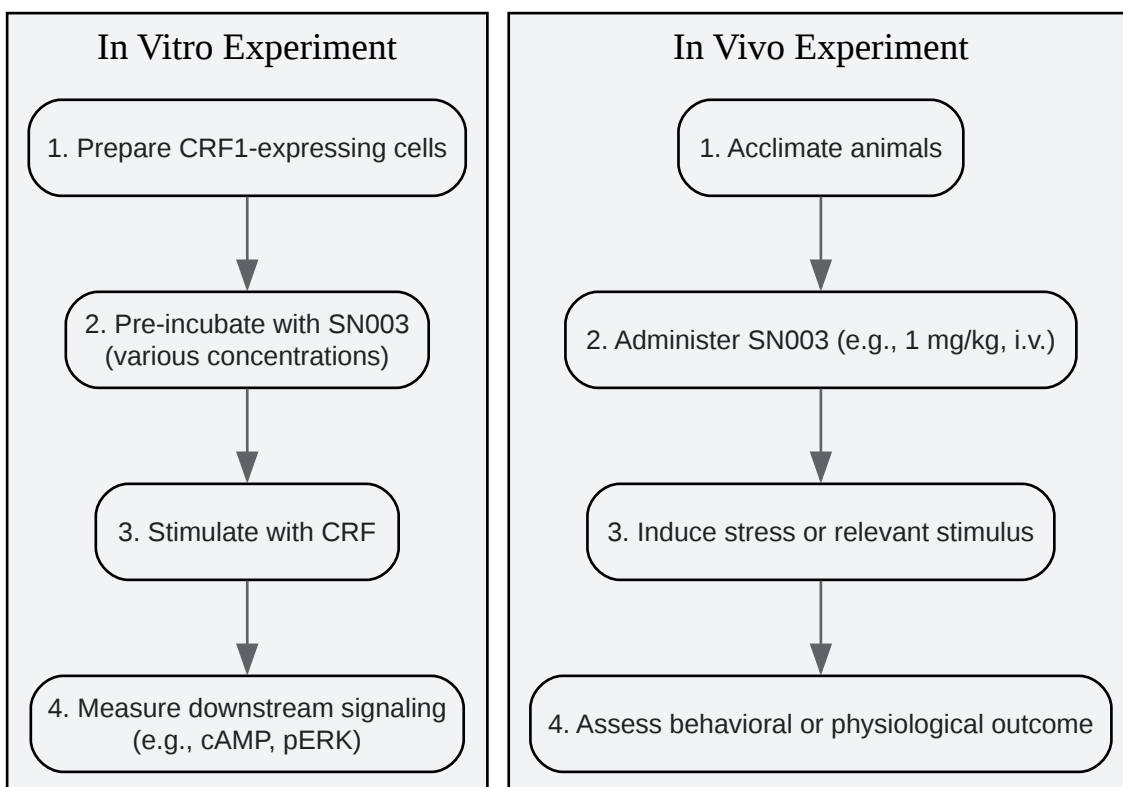 In Vitro Experiment
1. Prepare CRF1-expressing cells
2. Pre-incubate with SN003
(various concentrations)
3. Stimulate with CRF
4. Measure downstream signaling
(e.g., cAMP, pERK)
In Vivo Experiment
1. Acclimate animals
2. Administer SN003 (e.g., 1 mg/kg, i.v.)
3. Induce stress or relevant stimulus
4. Assess behavioral or physiological outcome